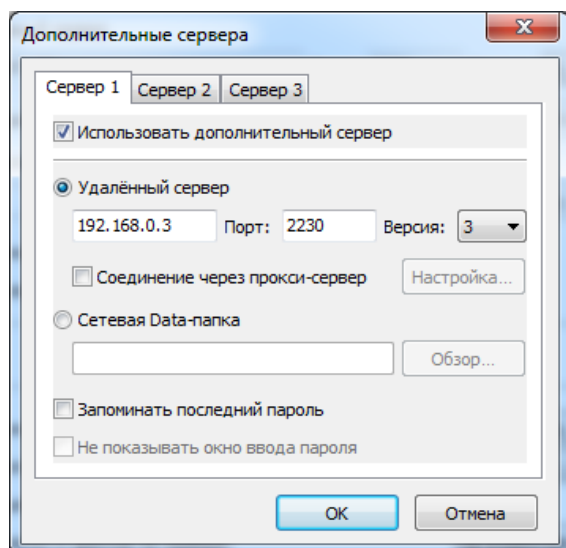 Дополнительные сервера
Сервер 1 Сервер 2 Сервер 3
Использовать дополнительный сервер
Удалённый сервер
192.168.0.3 Порт: 2230 Версия: 3
Соединение через прокси-сервер Настройка...
Сетевая Data-папка
Обзор...
Запоминать последний пароль
Не показывать окно ввода пароля
OK Отмена